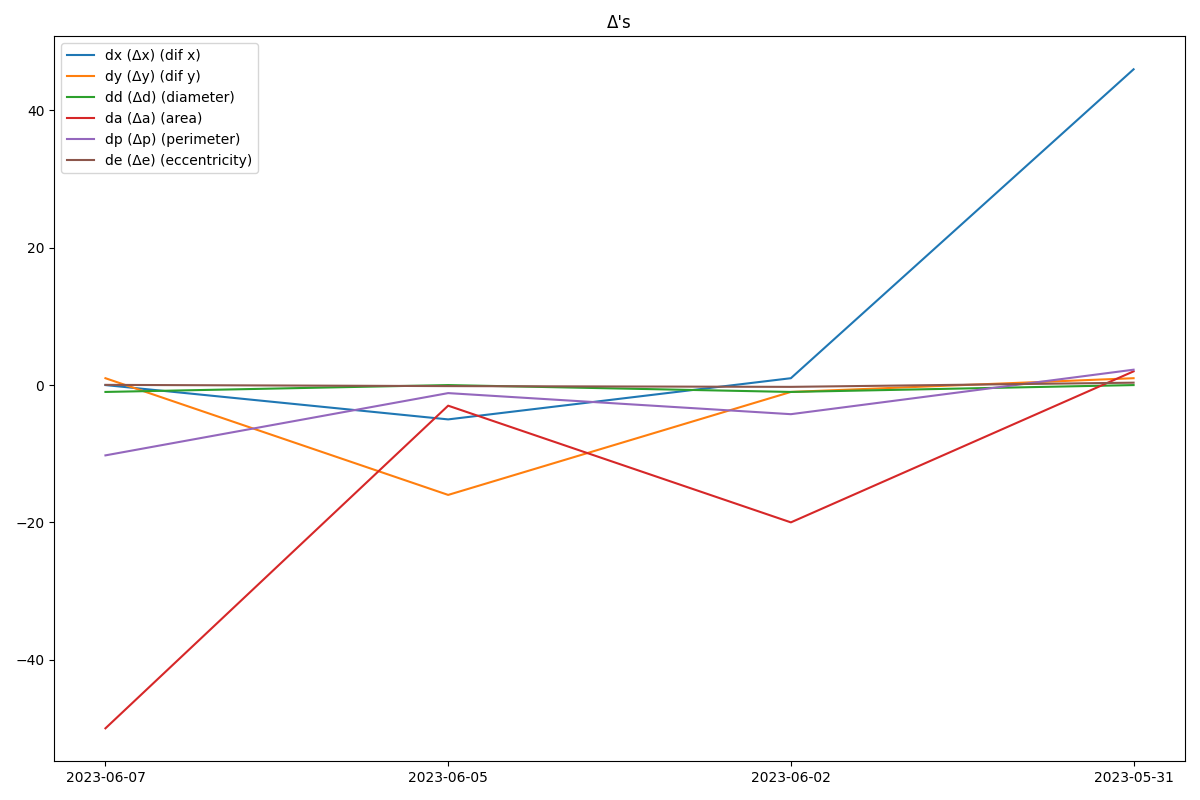 Δ's
dx (Δx) (dif x)
dy (Δy) (dif y)
dd (Δd) (diameter)
da (Δa) (area)
dp (Δp) (perimeter)
de (Δe) (eccentricity)
40
20
0
−20
−40
2023-06-07 2023-06-05 2023-06-02 2023-05-31